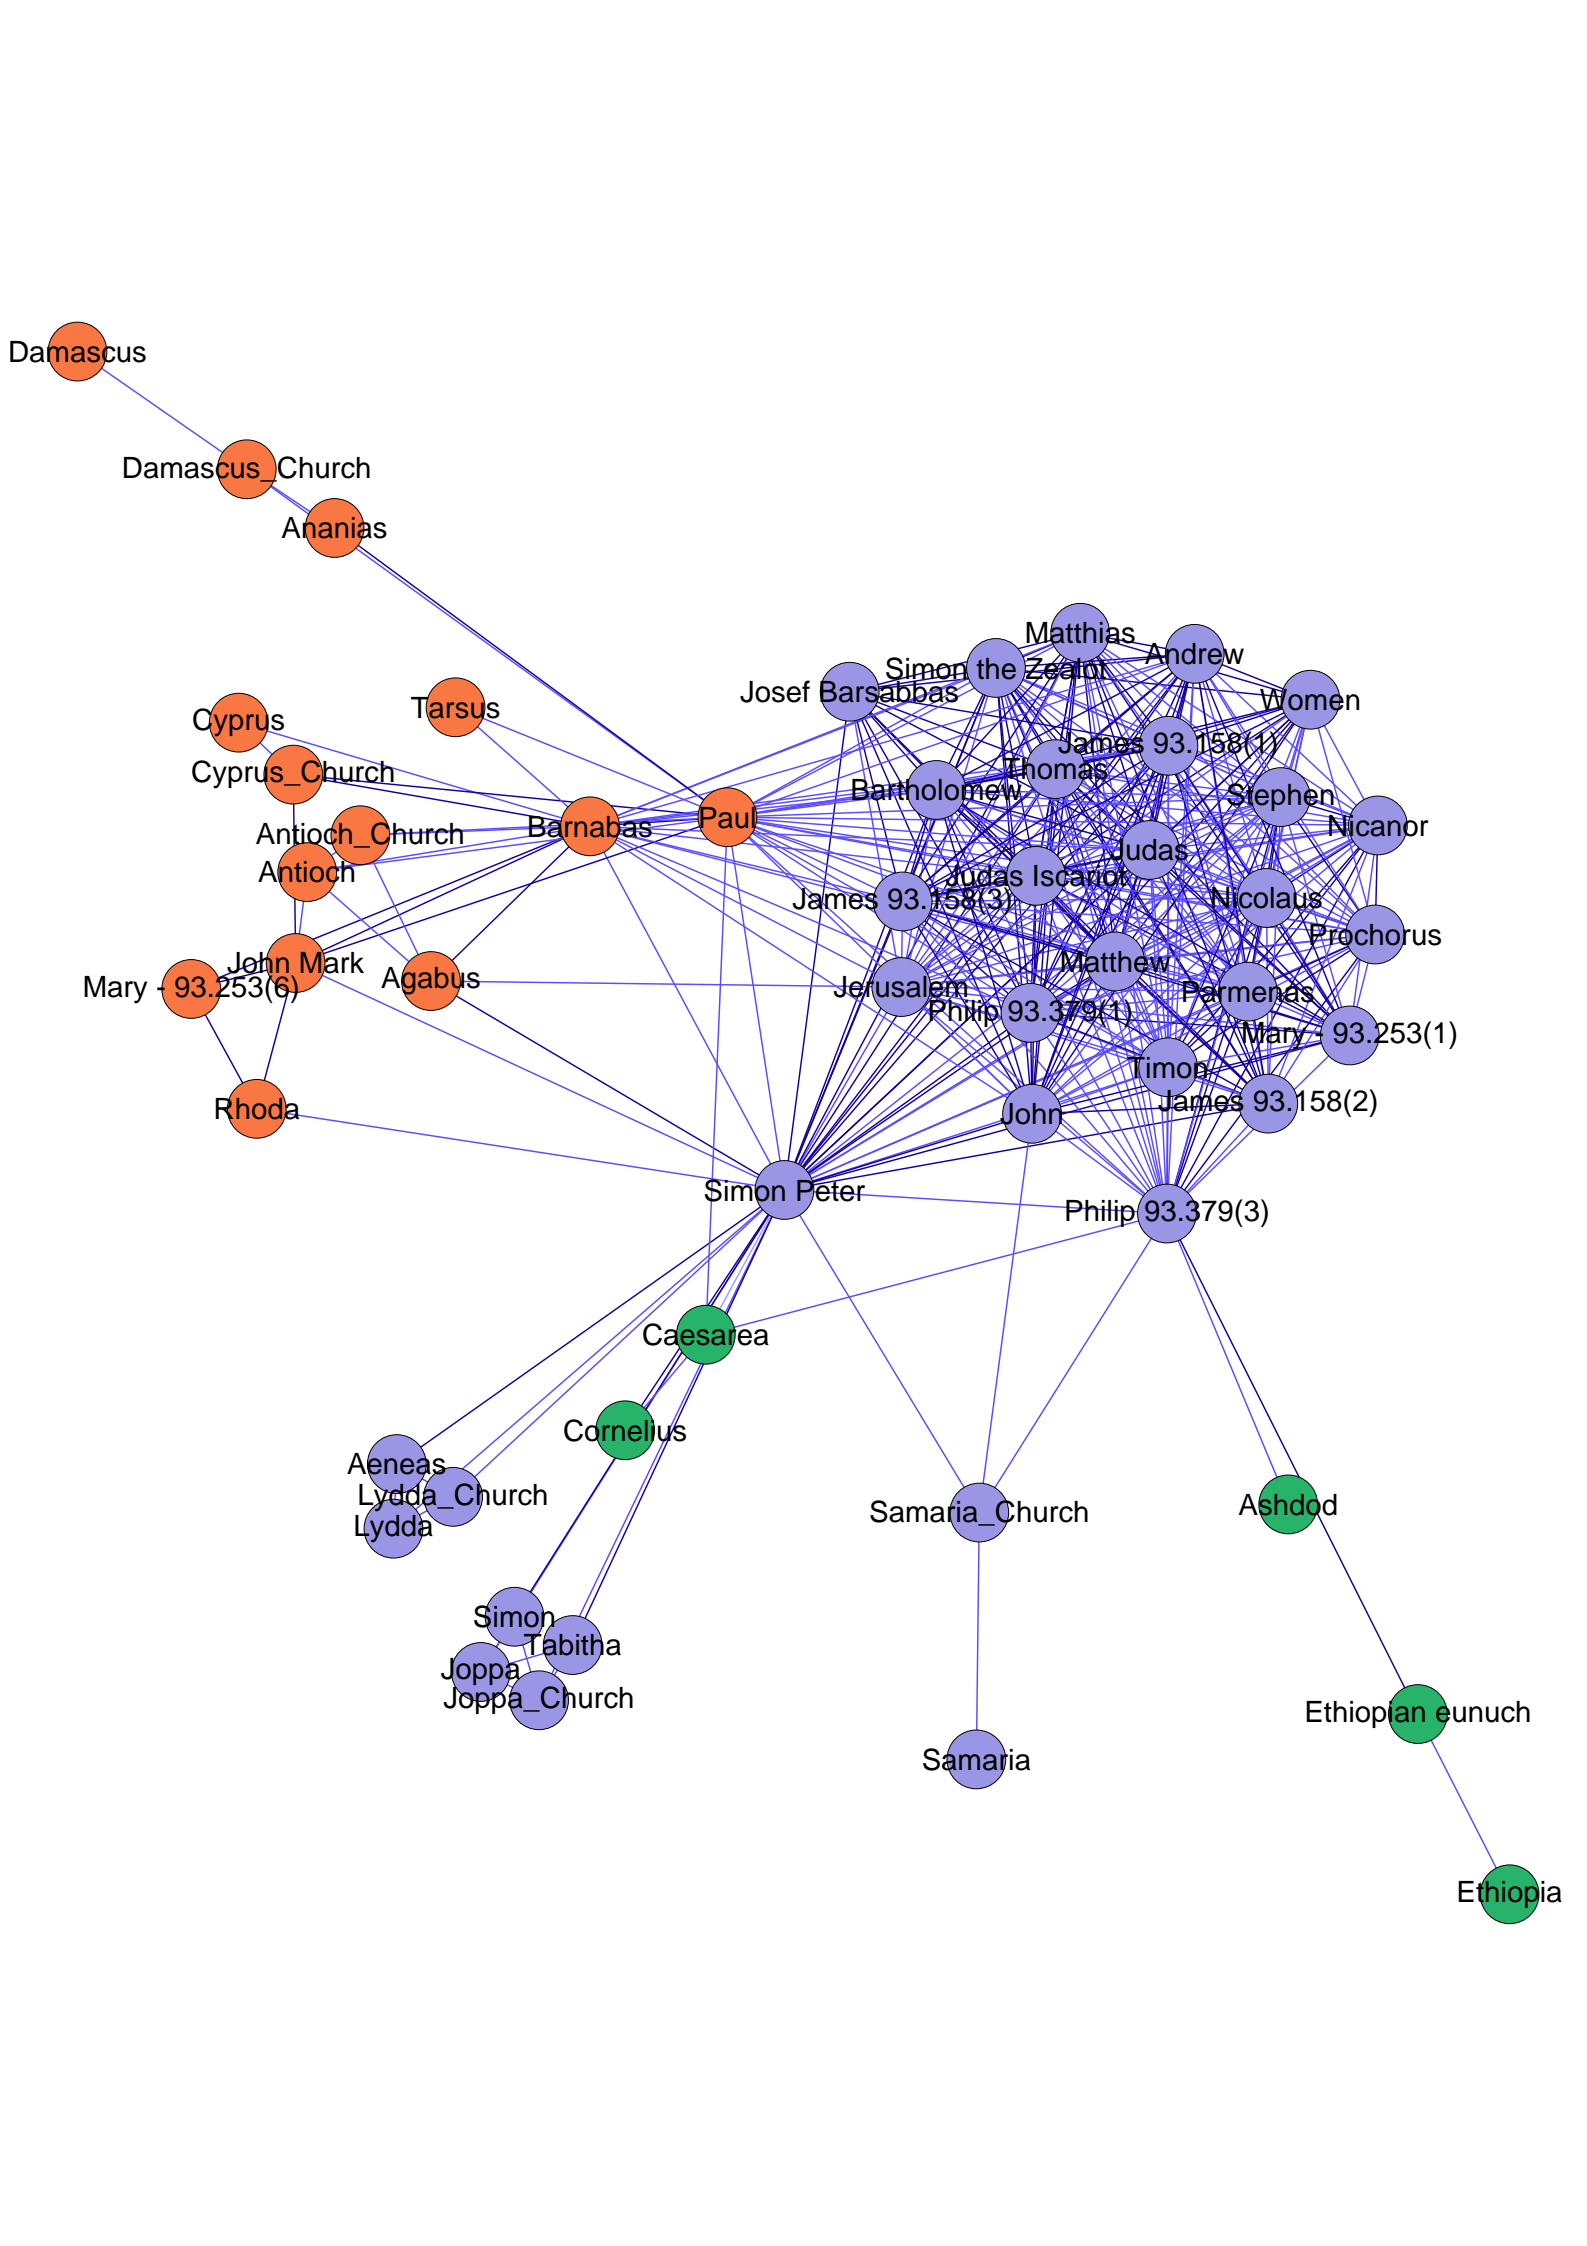 Damascus
Damascus_Church
Ananias
Matthias
Andrew
Simon the Zealot
Josef Barsabbas
Women
Tarsus
Cyprus
James 93.158(1)
Thomas
Cyprus_Church
Bartholomew
Stephen
Paul
Nicanor
Barnabas
Antioch_Church
Judas
Antioch
Judas Iscariot
James 93.158(3)
Nicolaus
Prochorus
John Mark
Matthew
Agabus
Mary - 93.253(6)
Jerusalem
Parmenas
Philip 93.379(1)
Mary - 93.253(1)
Timon
James 93.158(2)
Rhoda
John
Simon Peter
Philip 93.379(3)
Caesarea
Cornelius
Aeneas
Lydda_Church
Lydda
Samaria_Church
Ashdod
Simon
Tabitha
Joppa
Joppa_Church
Ethiopian eunuch
Samaria
Ethiopia